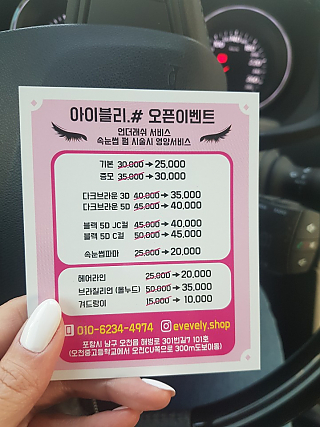 아이블리.# 오픈이벤트
언더래쉬 서비스
속눈썹 펌 시술시 영양서비스
기본 30.000 → 25.000
증모 35.000 → 30.000
다크브라운 3D 40.000 → 35.000
다크브라운 5D 45.000 → 40.000
블랙 5D JC컬 45.000 → 40.000
블랙 5D C컬 50.000 → 45.000
속눈썹파마 25.000 → 20.000
헤어라인 25.000 → 20.000
브라질리언 (올누드) 50.000 → 35.000
겨드랑이 15.000 → 10.000
010-6234-4974 evevely.shop
포항시 남구 오천읍 해병로 301번길7 101호
(오천중고등학교에서 오천CU쪽으로 300m도보이동)